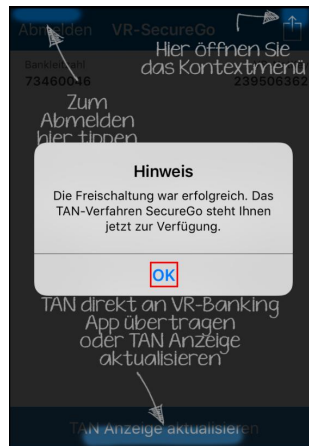 Abmelden VR-SecureGo
Hier öffnen Sie
das Kontextmenü
Bankleitzahl
73460046 239506362
Zum
Abmelden
hier tippen
Hinweis
Die Freischaltung war erfolgreich. Das
TAN-Verfahren SecureGo steht Ihnen
jetzt zur Verfügung.
OK
TAN direkt an VR-Banking
App übertragen
oder TAN Anzeige
aktualisieren
TAN Anzeige aktualisieren